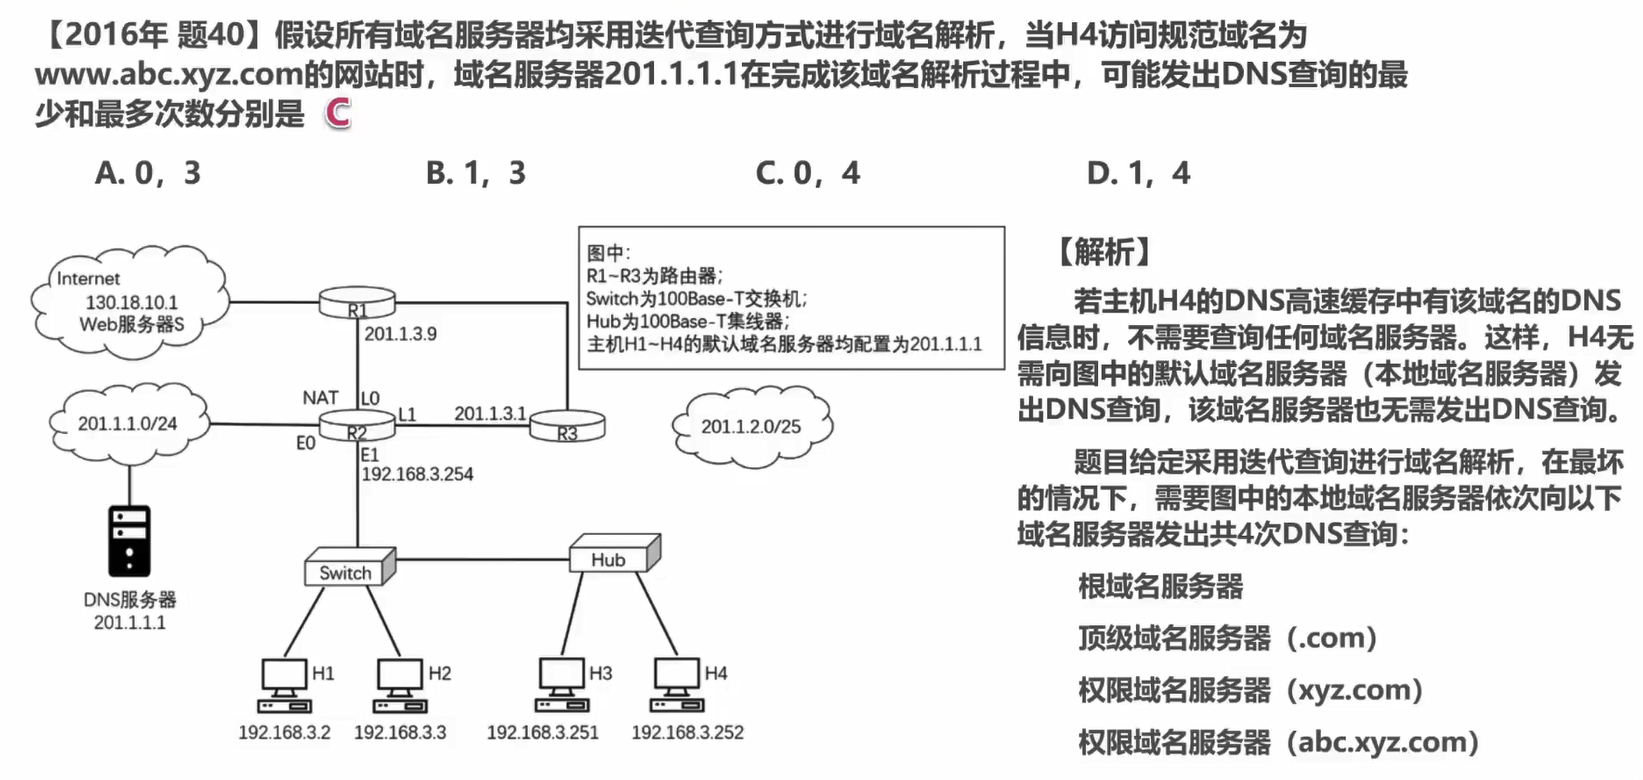 【2016年 题40】假设所有域名服务器均采用迭代查询方式进行域名解析，当H4访问规范域名为
www.abc.xyz.com的网站时，域名服务器201.1.1.1在完成该域名解析过程中，可能发出DNS查询的最
少和最多次数分别是 C
A. 0，3 B. 1，3 C. 0，4 D. 1，4
Internet
130.18.10.1
Web服务器S
R1
201.1.3.9
图中：
R1~R3为路由器；
Switch为100Base-T交换机；
Hub为100Base-T集线器；
主机H1~H4的默认域名服务器均配置为201.1.1.1
NAT L0
201.1.1.0/24
E0
R2
L1
201.1.3.1
R3
201.1.2.0/25
E1
192.168.3.254
DNS服务器
201.1.1.1
Switch
Hub
H1
H2
H3
H4
192.168.3.2
192.168.3.3
192.168.3.251
192.168.3.252
【解析】
若主机H4的DNS高速缓存中有该域名的DNS
信息时，不需要查询任何域名服务器。这样，H4无
需向图中的默认域名服务器（本地域名服务器）发
出DNS查询，该域名服务器也无需发出DNS查询。
题目给定采用迭代查询进行域名解析，在最坏
的情况下，需要图中的本地域名服务器依次向以下
域名服务器发出共4次DNS查询：
根域名服务器
顶级域名服务器（.com）
权限域名服务器（xyz.com）
权限域名服务器（abc.xyz.com）